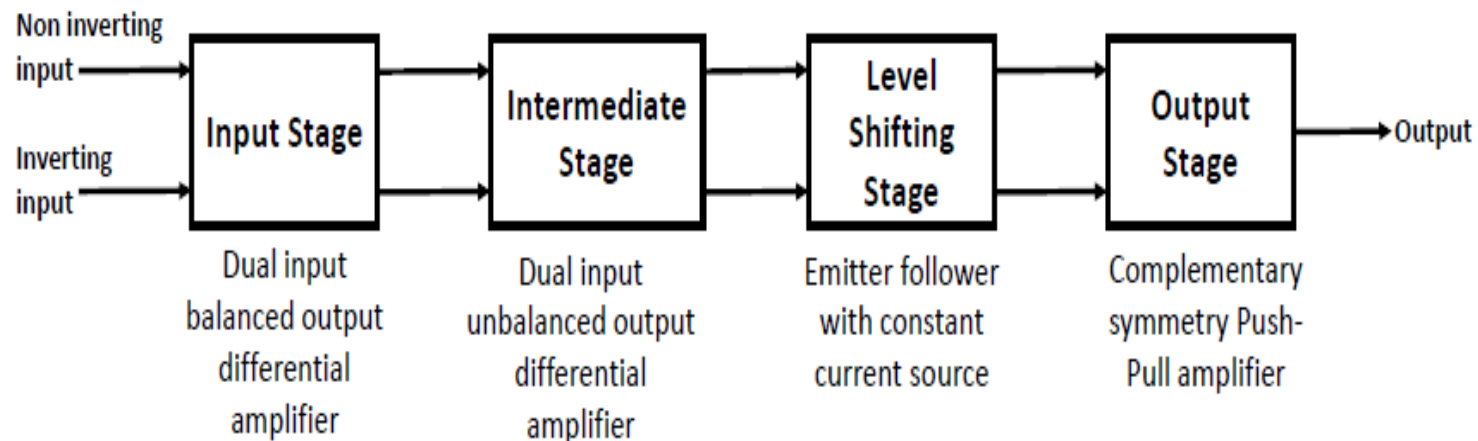 Non inverting
input
Inverting
input
Input Stage
Intermediate
Stage
Level
Shifting
Stage
Output
Stage
Output
Dual input
balanced output
differential
amplifier
Dual input
unbalanced output
differential
amplifier
Emitter follower
with constant
current source
Complementary
symmetry Push-
Pull amplifier